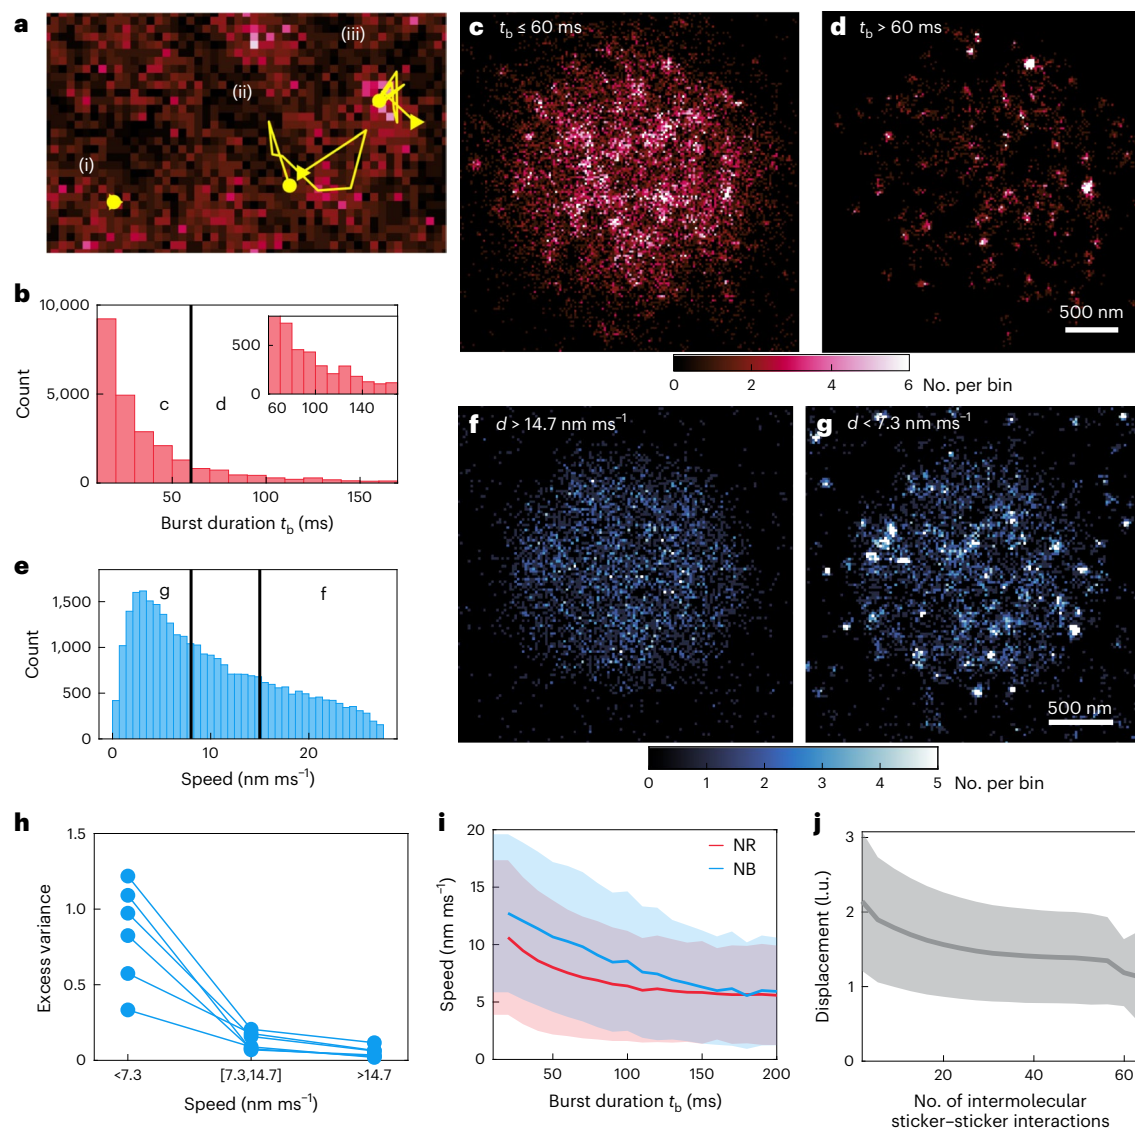 a
(i)
(ii)
(iii)
b
10,000
5,000
0
Count
c
d
500
0
60
100
140
50
100
150
Burst duration t_b (ms)
c t_b ≤ 60 ms
d t_b > 60 ms
500 nm
0 2 4 6 No. per bin
e
1,500
1,000
500
0
Count
g
f
0 10 20
Speed (nm ms⁻¹)
f d > 14.7 nm ms⁻¹
g d < 7.3 nm ms⁻¹
500 nm
0 1 2 3 4 5 No. per bin
h
1.5
1.0
0.5
0
Excess variance
<7.3 [7.3,14.7] >14.7
Speed (nm ms⁻¹)
i
20
15
10
5
0
Speed (nm ms⁻¹)
NR
NB
50 100 150 200
Burst duration t_b (ms)
j
3
2
1
0
Displacement (l.u.)
20 40 60
No. of intermolecular
sticker–sticker interactions